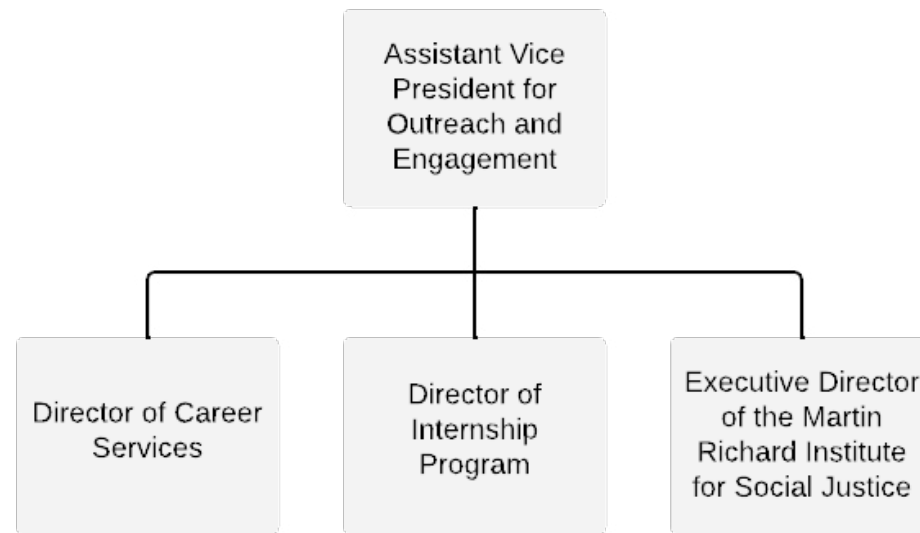 Assistant Vice
President for
Outreach and
Engagement
Director of Career
Services
Director of
Internship
Program
Executive Director
of the Martin
Richard Institute
for Social Justice